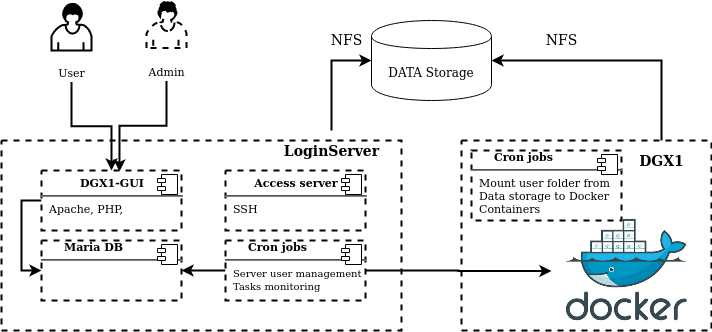 NFS
NFS
DATA Storage
User
Admin
LoginServer
DGX1
DGX1-GUI
Apache, PHP,
Access server
SSH
Cron jobs
Mount user folder from
Data storage to Docker
Containers
Maria DB
Cron jobs
Server user management
Tasks monitoring
docker